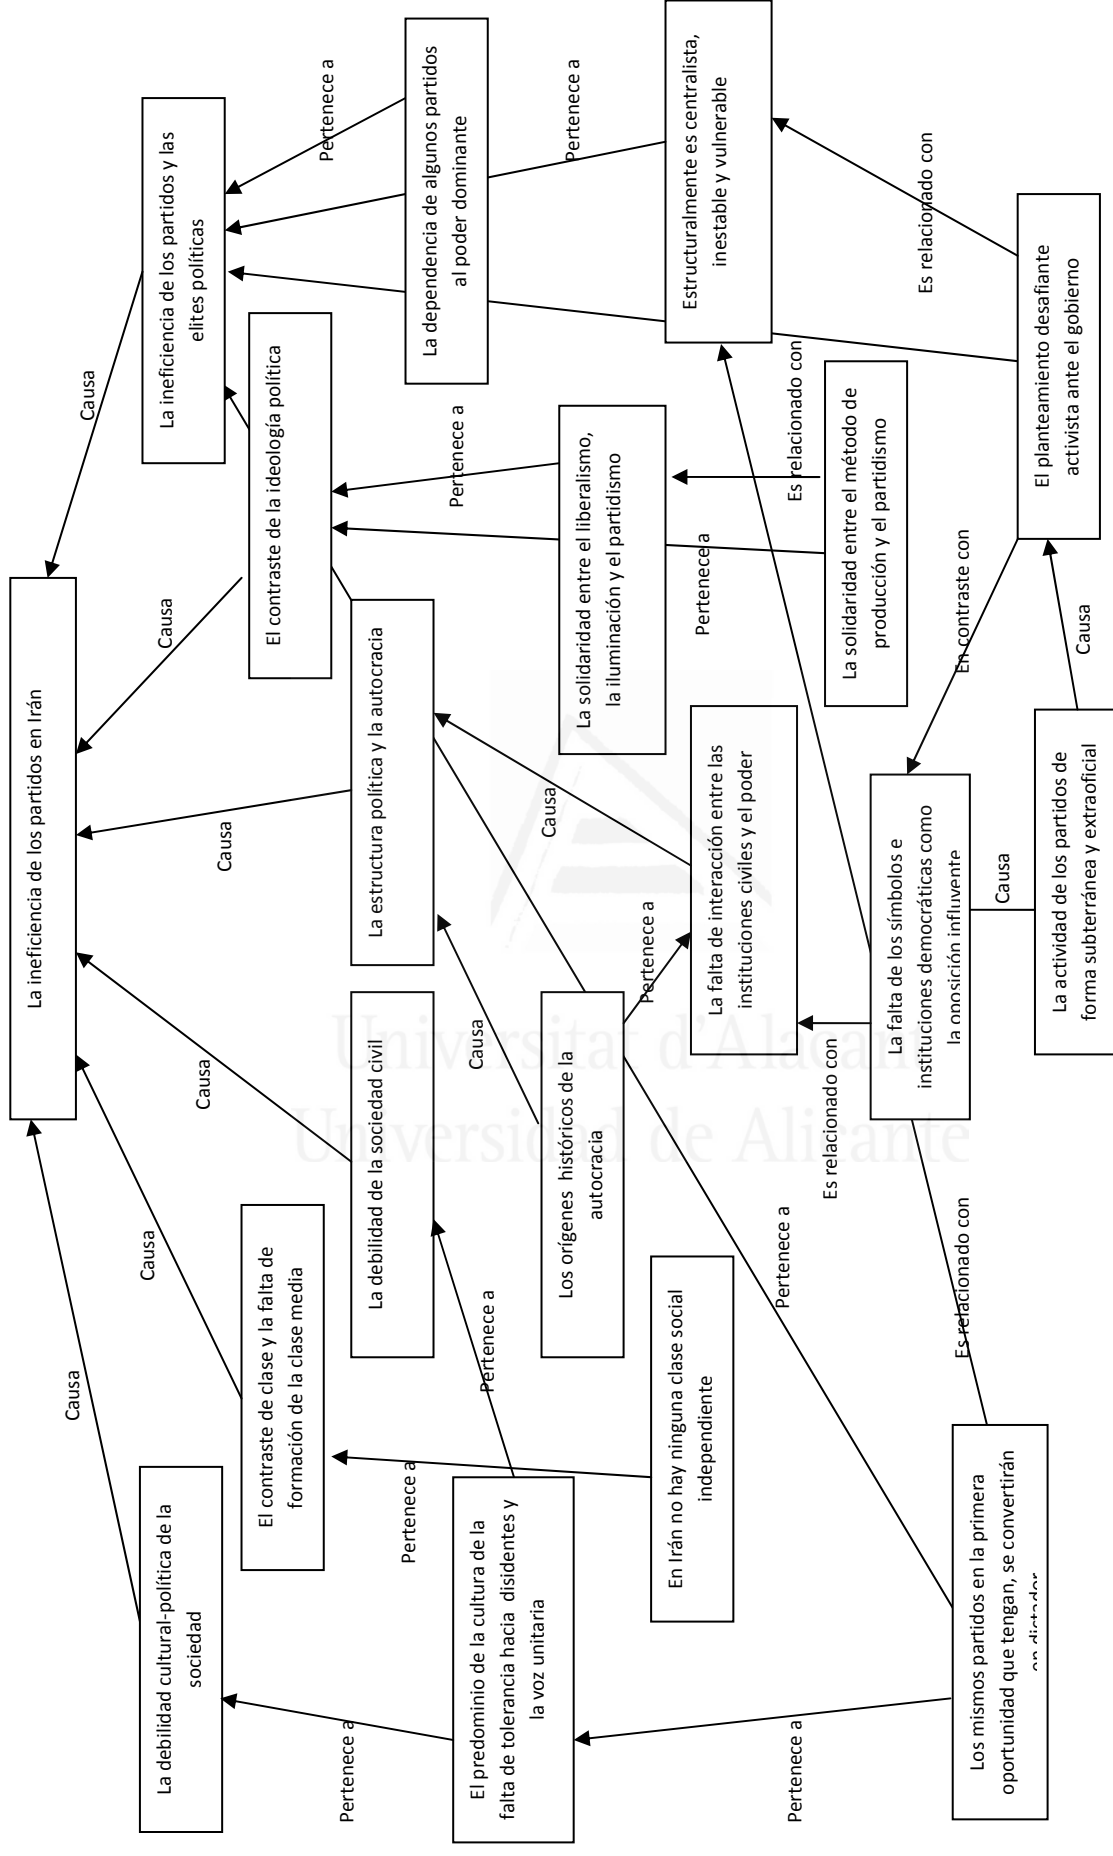 La ineficiencia de los partidos en Irán
Causa
Causa
Causa
Causa
Causa
Causa
La debilidad cultural-política de la
sociedad
El contraste de clase y la falta de
formación de la clase media
La debilidad de la sociedad civil
La estructura política y la autocracia
El contraste de la ideología política
La ineficiencia de los partidos y las
elites políticas
Pertenece a
Pertenece a
Pertenece a
Causa
Causa
Pertenece a
Pertenece a
Pertenece a
El predominio de la cultura de la
falta de tolerancia hacia disidentes y
la voz unitaria
En Irán no hay ninguna clase social
independiente
Los orígenes históricos de la
autocracia
Pertenece a
La falta de interacción entre las
instituciones civiles y el poder
La solidaridad entre el liberalismo,
la iluminación y el partidismo
Pertenece a
La dependencia de algunos partidos
al poder dominante
Estructuralmente es centralista,
inestable y vulnerable
Es relacionado con
La solidaridad entre el método de
producción y el partidismo
Pertenece a
Pertenece a
Es relacionado con
Es relacionado con
Es relacionado con
Los mismos partidos en la primera
oportunidad que tengan, se convertirán
en dictador
La falta de los símbolos e
instituciones democráticas como
la oposición influyente
En contraste con
Causa
Causa
La actividad de los partidos de
forma subterránea y extraoficial
El planteamiento desafiante
activista ante el gobierno
Universitat d'Alacant
Universidad de Alicante